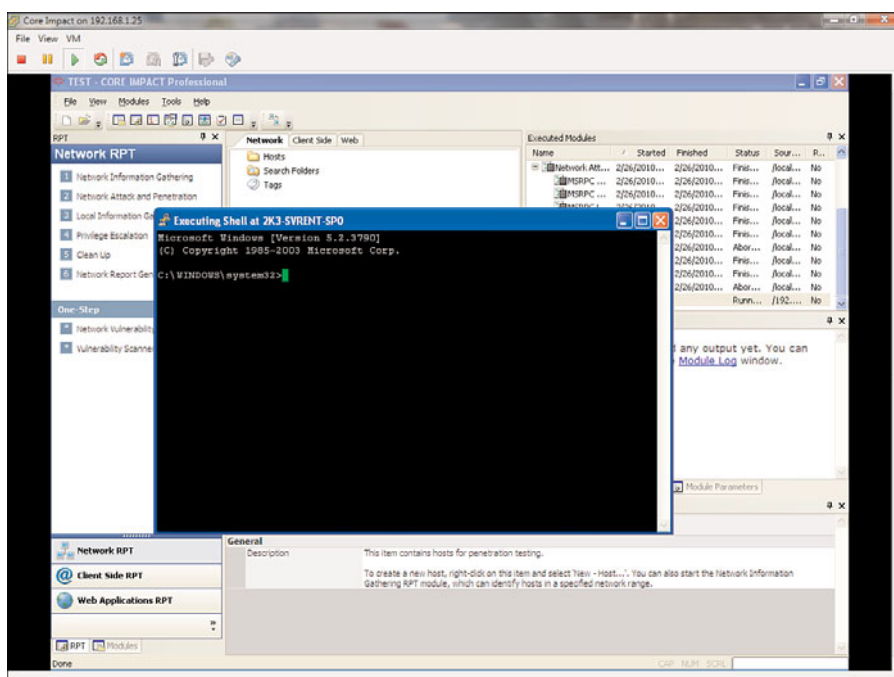 Core Impact on 192.168.1.25
File View VM
TEST - CORE IMPACT Professional
File View Modules Tools Help
RPT
Network RPT
1 Network Information Gathering
2 Network Attack and Penetration
3 Local Information Ga
4 Privilege Escalation
5 Clean Up
6 Network Report Gen
One-Step
Network Vulnerability
Vulnerability Scanne
Network Client Side Web
Hosts
Search Folders
Tags
Executed Modules
Name / Started Finished Status Sour... R...
Network Att... 2/26/2010... 2/26/2010... Finis... /local... No
MSRPC ... 2/26/2010... 2/26/2010... Finis... /local... No
MSRPC ... 2/26/2010... 2/26/2010... Finis... /local... No
2/26/2010... Finis... /local... No
2/26/2010... Finis... /local... No
2/26/2010... Abor... /local... No
2/26/2010... Finis... /local... No
2/26/2010... Finis... /local... No
2/26/2010... Abor... /local... No
Runn... /192.... No
Executing Shell at 2K3-SVRENT-SP0
Microsoft Windows [Version 5.2.3790]
(C) Copyright 1985-2003 Microsoft Corp.
C:\WINDOWS\system32>
any output yet. You can
Module Log window.
Module Parameters
Network RPT
Client Side RPT
Web Applications RPT
RPT Modules
General
Description
This item contains hosts for penetration testing.
To create a new host, right-click on this item and select 'New - Host...'. You can also start the Network Information
Gathering RPT module, which can identify hosts in a specified network range.
Done
CAP NUM SCRL